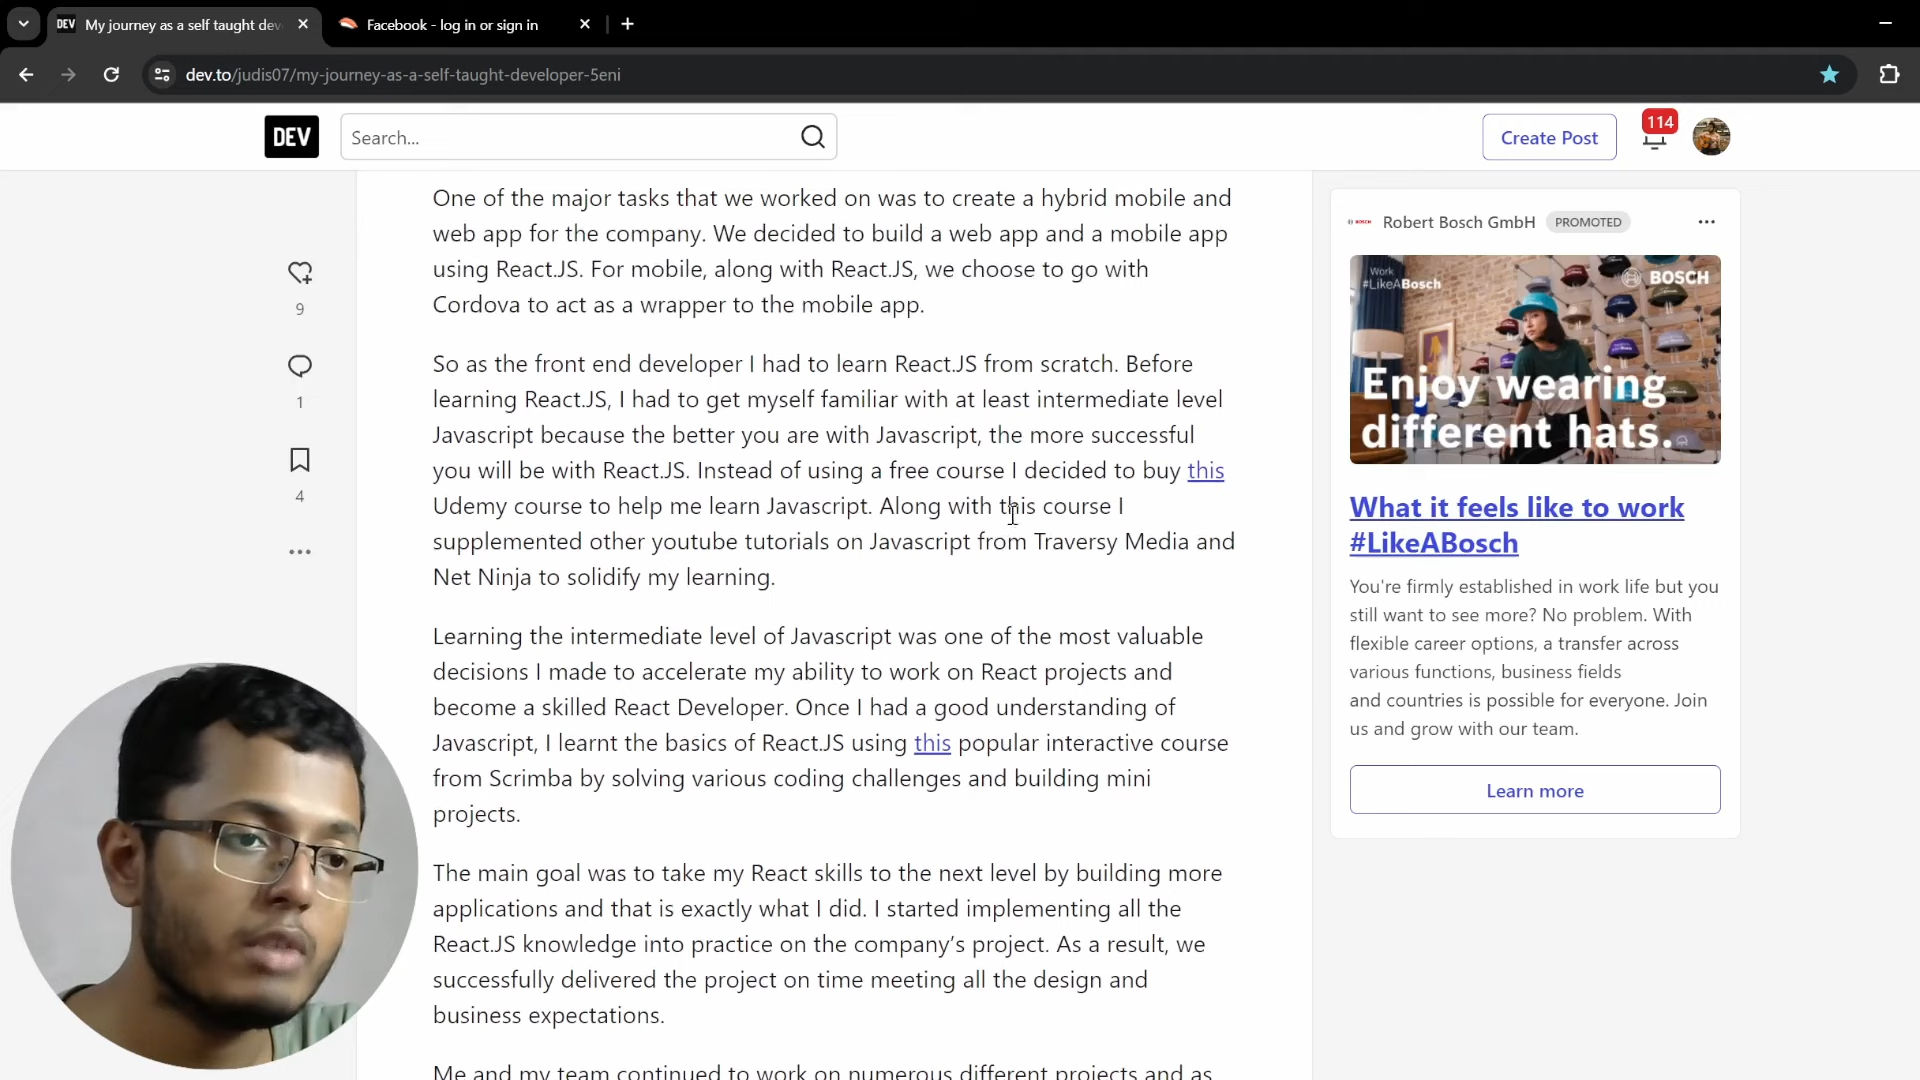 DEV
My journey as a self taught dev
Facebook - log in or sign in
dev.to/judis07/my-journey-as-a-self-taught-developer-5eni
DEV
Search...
Create Post
114
One of the major tasks that we worked on was to create a hybrid mobile and
web app for the company. We decided to build a web app and a mobile app
using React.JS. For mobile, along with React.JS, we choose to go with
Cordova to act as a wrapper to the mobile app.
So as the front end developer I had to learn React.JS from scratch. Before
learning React.JS, I had to get myself familiar with at least intermediate level
Javascript because the better you are with Javascript, the more successful
you will be with React.JS. Instead of using a free course I decided to buy this
Udemy course to help me learn Javascript. Along with this course I
supplemented other youtube tutorials on Javascript from Traversy Media and
Net Ninja to solidify my learning.
Learning the intermediate level of Javascript was one of the most valuable
decisions I made to accelerate my ability to work on React projects and
become a skilled React Developer. Once I had a good understanding of
Javascript, I learnt the basics of React.JS using this popular interactive course
from Scrimba by solving various coding challenges and building mini
projects.
The main goal was to take my React skills to the next level by building more
applications and that is exactly what I did. I started implementing all the
React.JS knowledge into practice on the company's project. As a result, we
successfully delivered the project on time meeting all the design and
business expectations.
Me and my team continued to work on numerous different projects and as
9
1
4
BOSCH
Robert Bosch GmbH
PROMOTED
Work
#LikeABosch
BOSCH
Enjoy wearing
different hats.
What it feels like to work
#LikeABosch
You're firmly established in work life but you
still want to see more? No problem. With
flexible career options, a transfer across
various functions, business fields
and countries is possible for everyone. Join
us and grow with our team.
Learn more